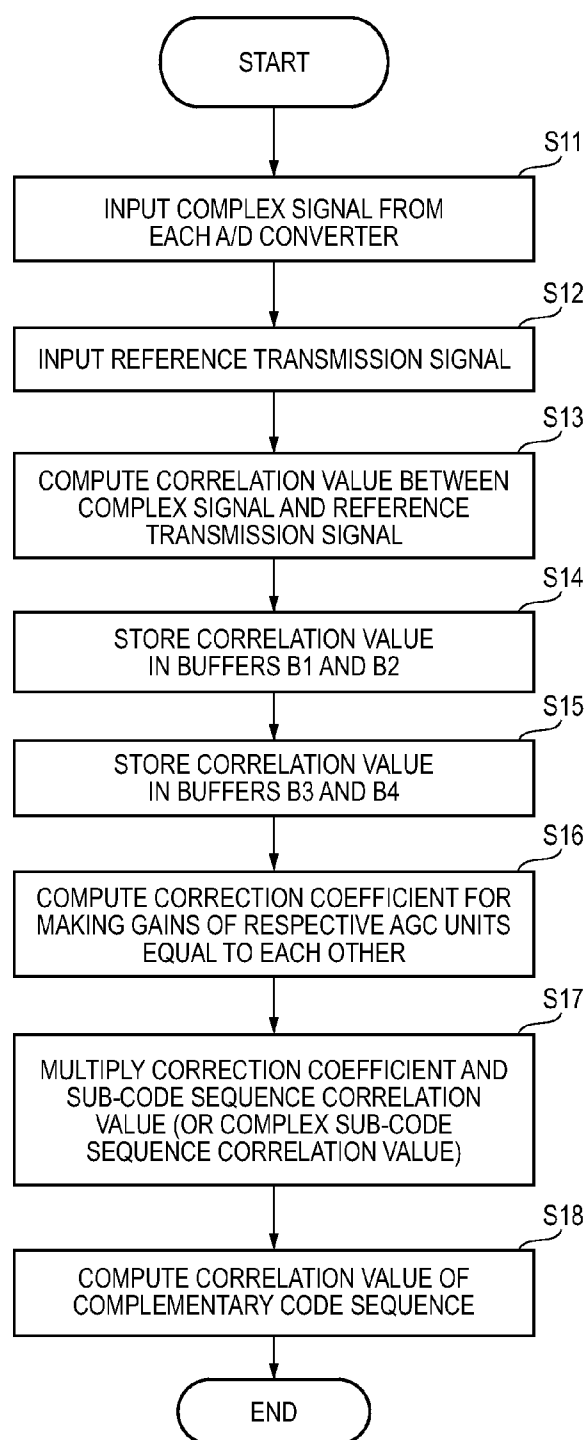 START
S11
INPUT COMPLEX SIGNAL FROM
EACH A/D CONVERTER
S12
INPUT REFERENCE TRANSMISSION SIGNAL
S13
COMPUTE CORRELATION VALUE BETWEEN
COMPLEX SIGNAL AND REFERENCE
TRANSMISSION SIGNAL
S14
STORE CORRELATION VALUE
IN BUFFERS B1 AND B2
S15
STORE CORRELATION VALUE
IN BUFFERS B3 AND B4
S16
COMPUTE CORRECTION COEFFICIENT FOR
MAKING GAINS OF RESPECTIVE AGC UNITS
EQUAL TO EACH OTHER
S17
MULTIPLY CORRECTION COEFFICIENT AND
SUB-CODE SEQUENCE CORRELATION
VALUE (OR COMPLEX SUB-CODE
SEQUENCE CORRELATION VALUE)
S18
COMPUTE CORRELATION VALUE OF
COMPLEMENTARY CODE SEQUENCE
END